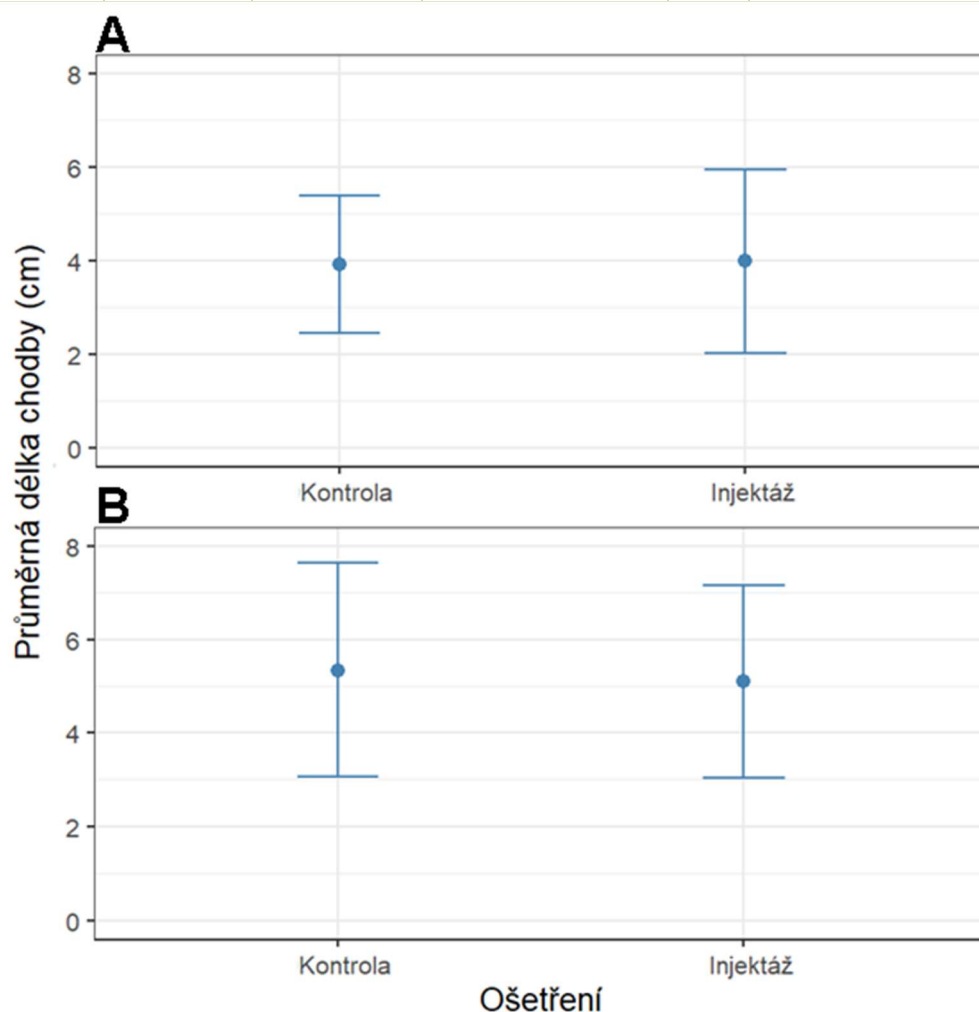 A
8
6
4
2
0
Kontrola Injektáž
Průměrná délka chodby (cm)
B
8
6
4
2
0
Kontrola Injektáž
Ošetření